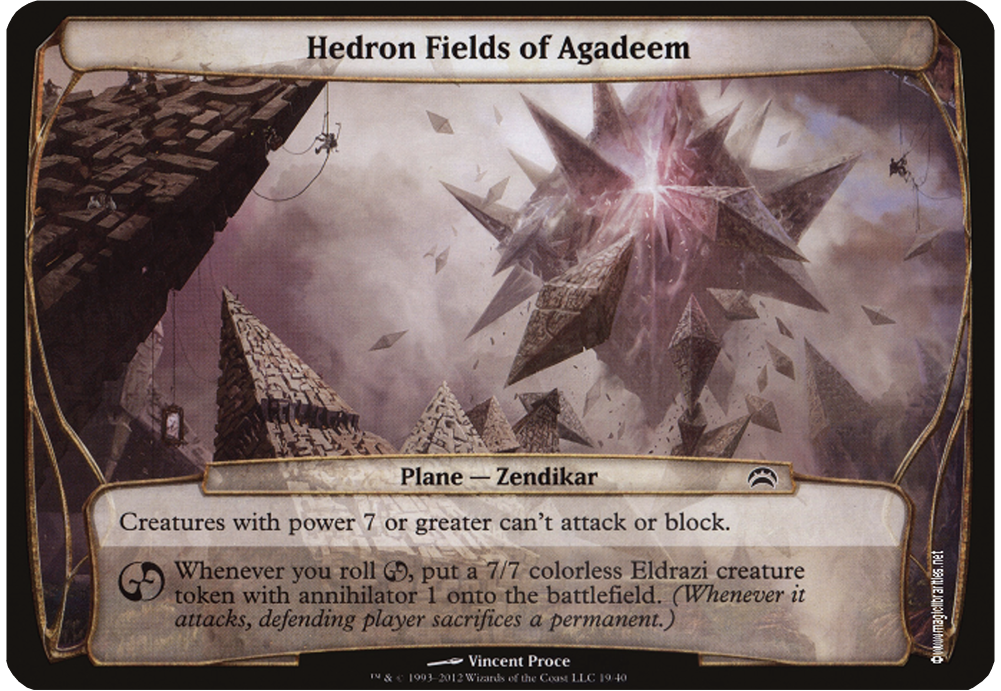 Hedron Fields of Agadeem
Plane — Zendikar
Creatures with power 7 or greater can't attack or block.
Whenever you roll , put a 7/7 colorless Eldrazi creature
token with annihilator 1 onto the battlefield. (Whenever it
attacks, defending player sacrifices a permanent.)
Vincent Proce
™ & © 1993–2012 Wizards of the Coast LLC 19/40
© www.magiclibrarities.net